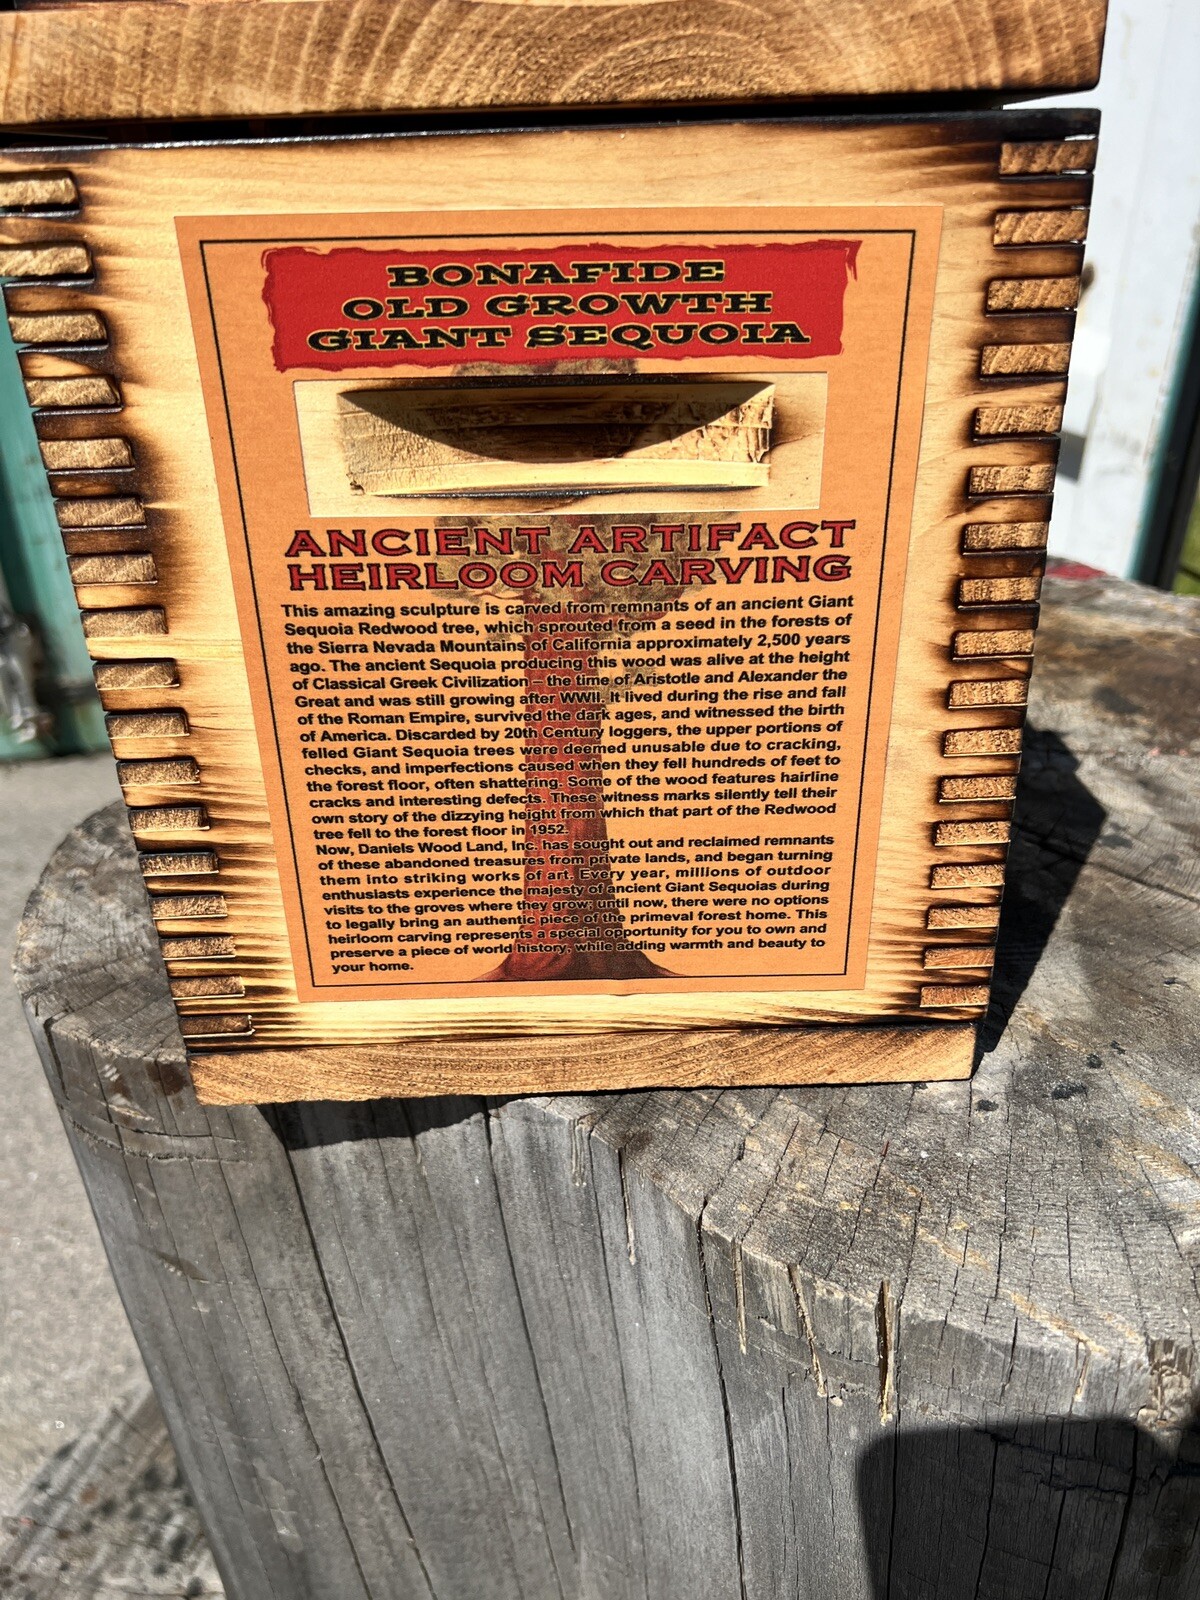 BONAFIDE
OLD GROWTH
GIANT SEQUOIA
ANCIENT ARTIFACT
HEIRLOOM CARVING
This amazing sculpture is carved from remnants of an ancient Giant
Sequoia Redwood tree, which sprouted from a seed in the forests of
the Sierra Nevada Mountains of California approximately 2,500 years
ago. The ancient Sequoia producing this wood was alive at the height
of Classical Greek Civilization – the time of Aristotle and Alexander the
Great and was still growing after WWII. It lived during the rise and fall
of the Roman Empire, survived the dark ages, and witnessed the birth
of America. Discarded by 20th Century loggers, the upper portions of
felled Giant Sequoia trees were deemed unusable due to cracking,
checks, and imperfections caused when they fell hundreds of feet to
the forest floor, often shattering. Some of the wood features hairline
cracks and interesting defects. These witness marks silently tell their
own story of the dizzying height from which that part of the Redwood
tree fell to the forest floor in 1952.
Now, Daniels Wood Land, Inc. has sought out and reclaimed remnants
of these abandoned treasures from private lands, and began turning
them into striking works of art. Every year, millions of outdoor
enthusiasts experience the majesty of ancient Giant Sequoias during
visits to the groves where they grow; until now, there were no options
to legally bring an authentic piece of the primeval forest home. This
heirloom carving represents a special opportunity for you to own and
preserve a piece of world history, while adding warmth and beauty to
your home.